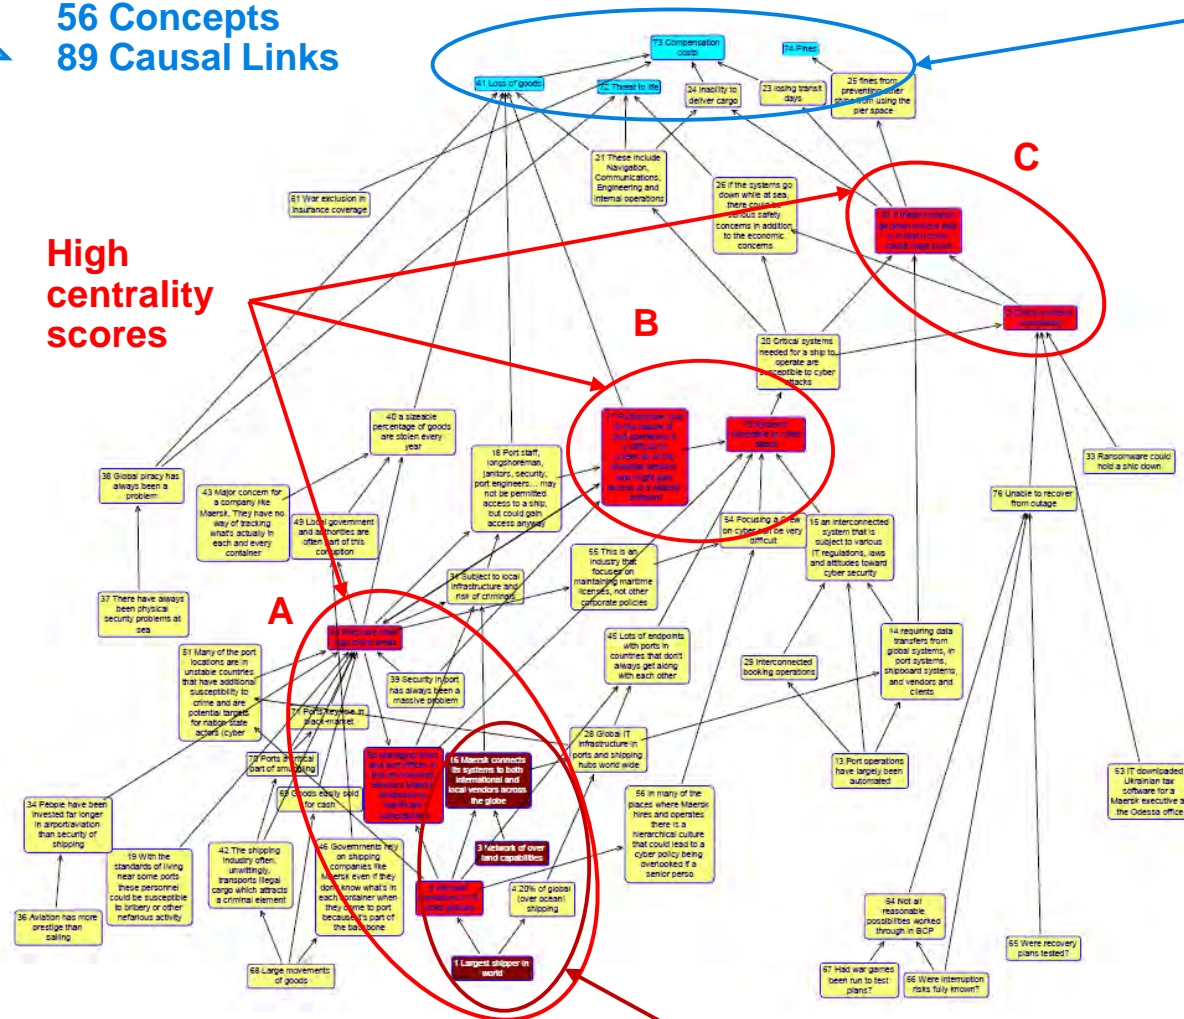 56 Concepts
89 Causal Links
73 Compensation
costs
74 Fines
41 Loss of goods
72 Threat to life
24 Inability to
deliver cargo
23 losing transit
days
25 fines from
preventing other
ships from using the
pier space
C
21 These include
Navigation,
Communications,
Engineering and
internal operations
26 if the systems go
down while at sea,
there could be
serious safety
concerns in addition
to the economic
concerns
61 War exclusion in
insurance coverage
High
centrality
scores
B
20 Critical systems
needed for a ship to
operate are
susceptible to cyber
attacks
40 a sizeable
percentage of goods
are stolen every
year
18 Port staff,
longshoreman,
janitors, security,
port engineers... may
not be permitted
access to a ship,
but could gain
access anyway
38 Global piracy has
always been a
problem
43 Major concern for
a company like
Maersk, They have no
way of tracking
what's actually in
each and every
container
49 Local government
and authorities are
often part of this
corruption
33 Ransomware could
hold a ship down
76 Unable to recover
from outage
54 Focusing a crew
on cyber can be very
difficult
15 an interconnected
system that is
subject to various
IT regulations, laws
and attitudes toward
cyber security
55 This is an
industry that
focuses on
maintaining maritime
licenses, not other
corporate policies
Subject to local
infrastructure and
risk of criminals
37 There have always
been physical
security problems at
sea
A
51 Many of the port
locations are in
unstable countries
that have additional
susceptibility to
crime and are
potential targets
for nation state
actors (cyber
39 Security in port
has always been a
massive problem
45 Lots of endpoints
with ports in
countries that don't
always get along
with each other
29 Interconnected
booking operations
14 requiring data
transfers from
global systems, in
port systems,
shipboard systems,
and vendors and
clients
71 Ports key role in
black-market
70 Ports a critical
part of smuggling
69 Goods easily sold
for cash
16 Maersk connects
its systems to both
international and
local vendors across
the globe
28 Global IT
infrastructure in
ports and shipping
hubs world wide
13 Port operations
have largely been
automated
63 IT downloaded
Ukrainian tax
software for a
Maersk executive at
the Odessa office
34 People have been
invested far longer
in airport/aviation
than security of
shipping
19 With the
standards of living
near some ports
these personnel
could be susceptible
to bribery or other
nefarious activity
42 The shipping
industry often,
unwittingly,
transports illegal
cargo which attracts
a criminal element
46 Governments rely
on shipping
companies like
Maersk even if they
don't know what's in
each container when
they come to port
because it's part of
the backbone
3 Network of over
land capabilities
56 In many of the
places where Maersk
hires and operates
there is a
hierarchical culture
that could lead to a
cyber policy being
overlooked if a
senior perso
4 20% of global
(over ocean)
shipping
36 Aviation has more
prestige than
sailing
68 Large movements
of goods
1 Largest shipper in
world
64 Not all
reasonable
possibilities worked
through in BCP
65 Were recovery
plans tested?
67 Had war games
been run to test
plans?
66 Were interruption
risks fully known?